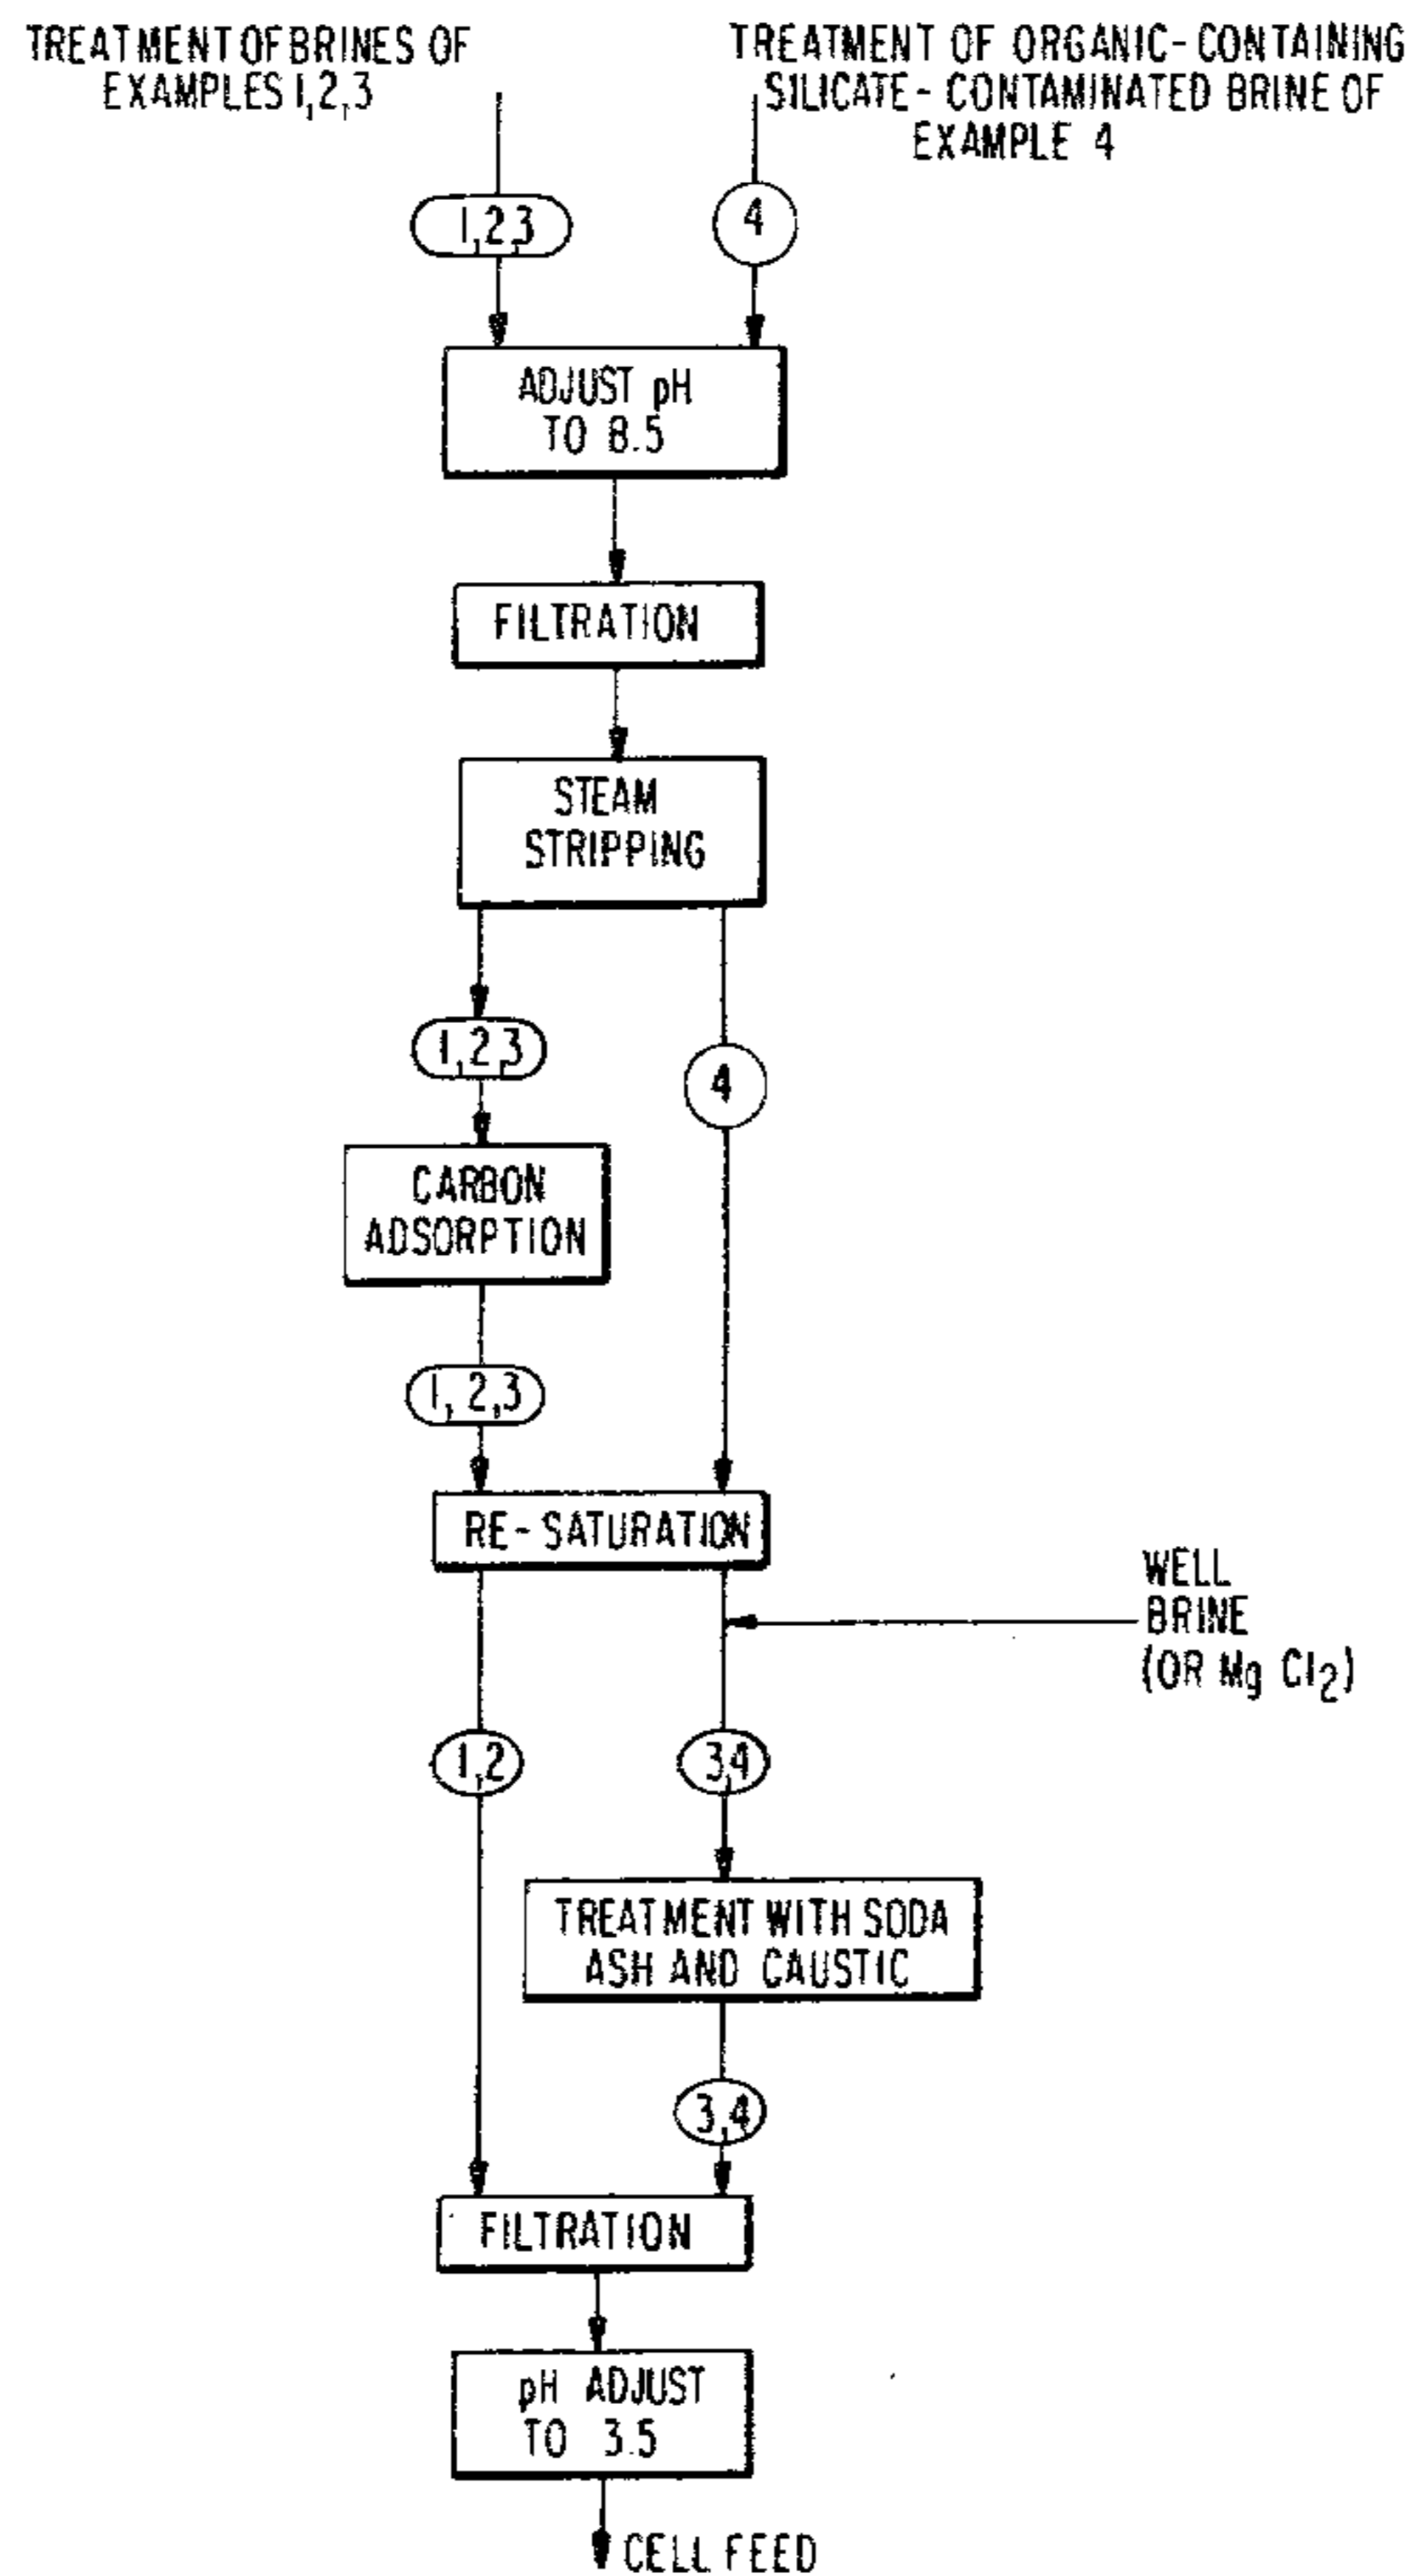 TREATMENT OF BRINES OF
EXAMPLES 1,2,3
TREATMENT OF ORGANIC-CONTAINING
SILICATE-CONTAMINATED BRINE OF
EXAMPLE 4
1,2,3
4
ADJUST pH
TO 8.5
FILTRATION
STEAM
STRIPPING
1,2,3
4
CARBON
ADSORPTION
1,2,3
RE-SATURATION
WELL
BRINE
(OR Mg Cl2)
1,2
3,4
TREATMENT WITH SODA
ASH AND CAUSTIC
3,4
FILTRATION
pH ADJUST
TO 3.5
CELL FEED